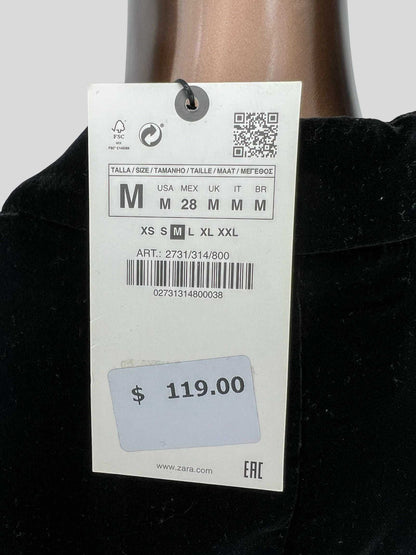 FSC
TALLA / SIZE / TAMANHO / TAILLE / MAAT / ΜΕΓΕΘΟΣ
M
USA MEX UK IT BR
M 28 M M M
XS S M L XL XXL
ART.: 2731/314/800
02731314800038
$ 119.00
www.zara.com
EAC